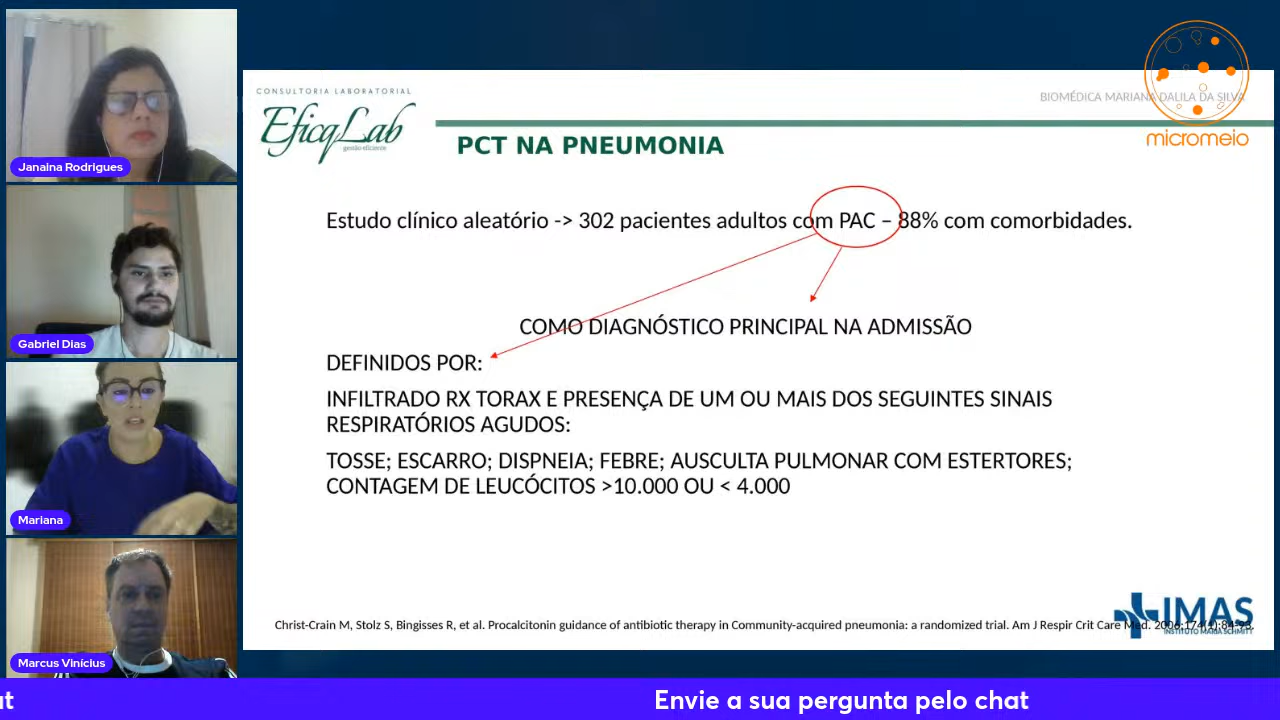 Janaina Rodrigues
Gabriel Dias
Mariana
Marcus Vinícius
CONSULTORIA LABORATORIAL
EficqLab
gestão eficiente
BIOMÉDICA MARIANA DALILA DA SILVA
micromeio
PCT NA PNEUMONIA
Estudo clínico aleatório -> 302 pacientes adultos com PAC – 88% com comorbidades.
COMO DIAGNÓSTICO PRINCIPAL NA ADMISSÃO
DEFINIDOS POR:
INFILTRADO RX TORAX E PRESENÇA DE UM OU MAIS DOS SEGUINTES SINAIS
RESPIRATÓRIOS AGUDOS:
TOSSE; ESCARRO; DISPNEIA; FEBRE; AUSCULTA PULMONAR COM ESTERTORES;
CONTAGEM DE LEUCÓCITOS >10.000 OU < 4.000
IMAS
INSTITUTO MARIA SCHMITT
Christ-Crain M, Stolz S, Bingisses R, et al. Procalcitonin guidance of antibiotic therapy in Community-acquired pneumonia: a randomized trial. Am J Respir Crit Care Med. 2006;174(1):84-93.
at
Envie a sua pergunta pelo chat